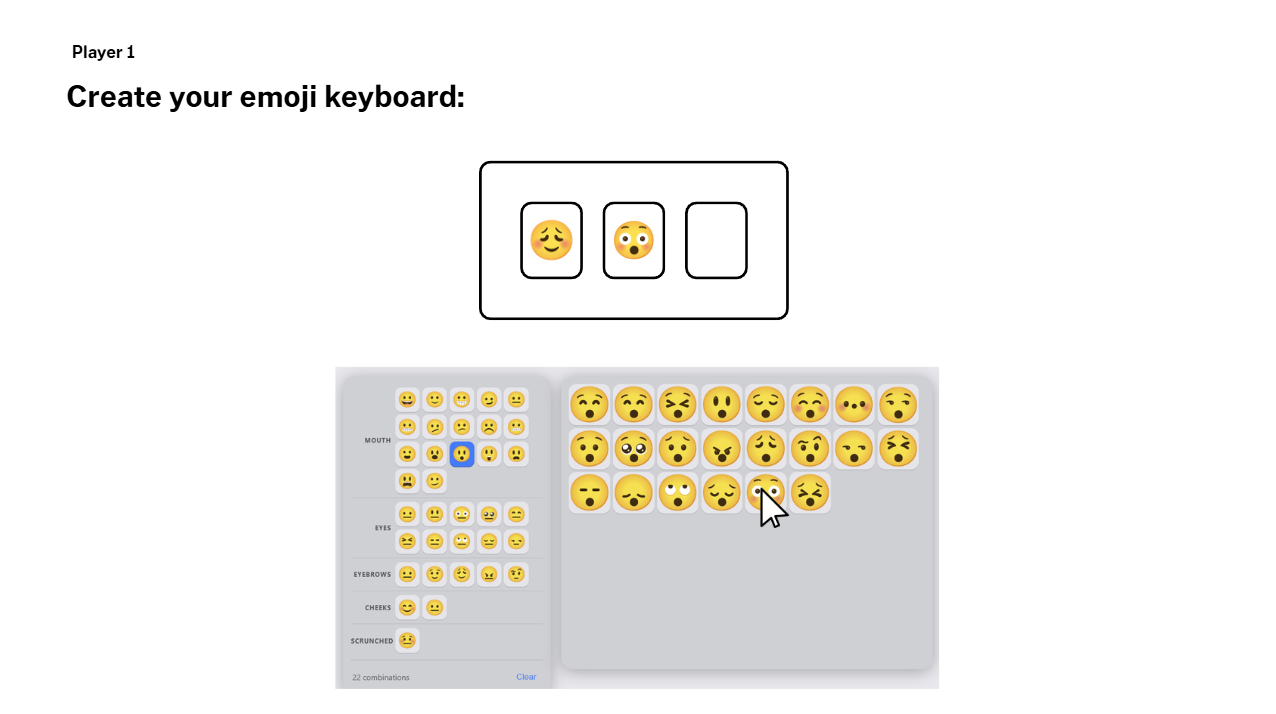 Player 1
Create your emoji keyboard:
MOUTH
EYES
EYEBROWS
CHEEKS
SCRUNCHED
22 combinations
Clear